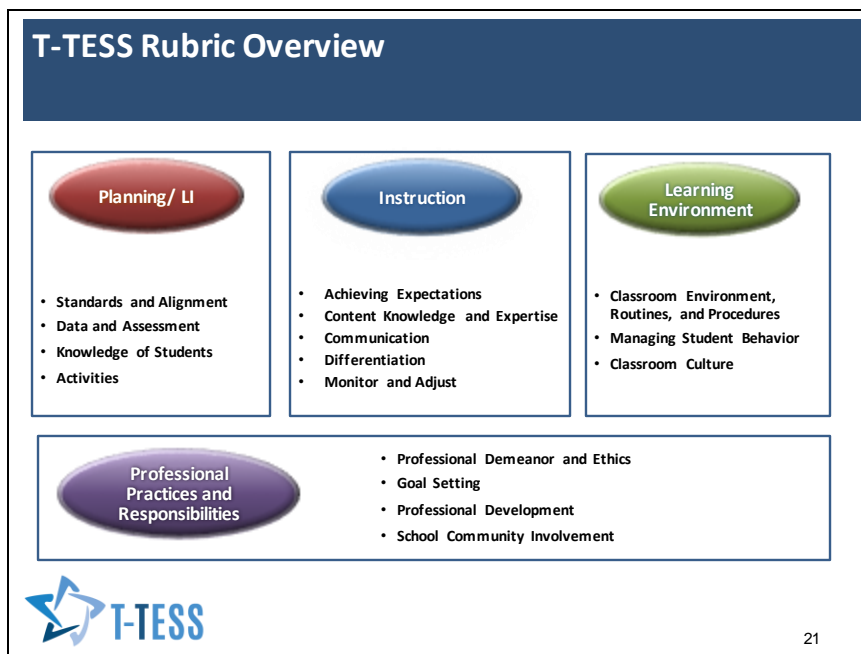 T-TESS Rubric Overview
Planning/ LI
• Standards and Alignment
• Data and Assessment
• Knowledge of Students
• Activities
Instruction
• Achieving Expectations
• Content Knowledge and Expertise
• Communication
• Differentiation
• Monitor and Adjust
Learning
Environment
• Classroom Environment,
Routines, and Procedures
• Managing Student Behavior
• Classroom Culture
Professional
Practices and
Responsibilities
• Professional Demeanor and Ethics
• Goal Setting
• Professional Development
• School Community Involvement
T-TESS
21